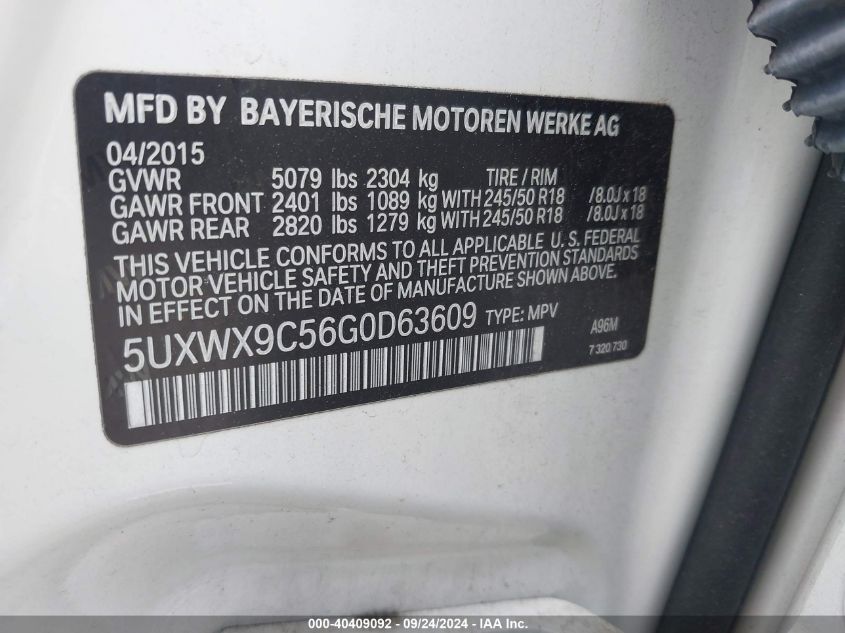 MFD BY BAYERISCHE MOTOREN WERKE AG
04/2015
GVWR 5079 lbs 2304 kg TIRE / RIM
GAWR FRONT 2401 lbs 1089 kg WITH 245/50 R18 /8.0J x 18
GAWR REAR 2820 lbs 1279 kg WITH 245/50 R18 /8.0J x 18
THIS VEHICLE CONFORMS TO ALL APPLICABLE U. S. FEDERAL
MOTOR VEHICLE SAFETY AND THEFT PREVENTION STANDARDS
IN EFFECT ON THE DATE OF MANUFACTURE SHOWN ABOVE.
5UXWX9C56G0D63609 TYPE: MPV A96M
7 320 730
000-40409092 - 09/24/2024 - IAA Inc.